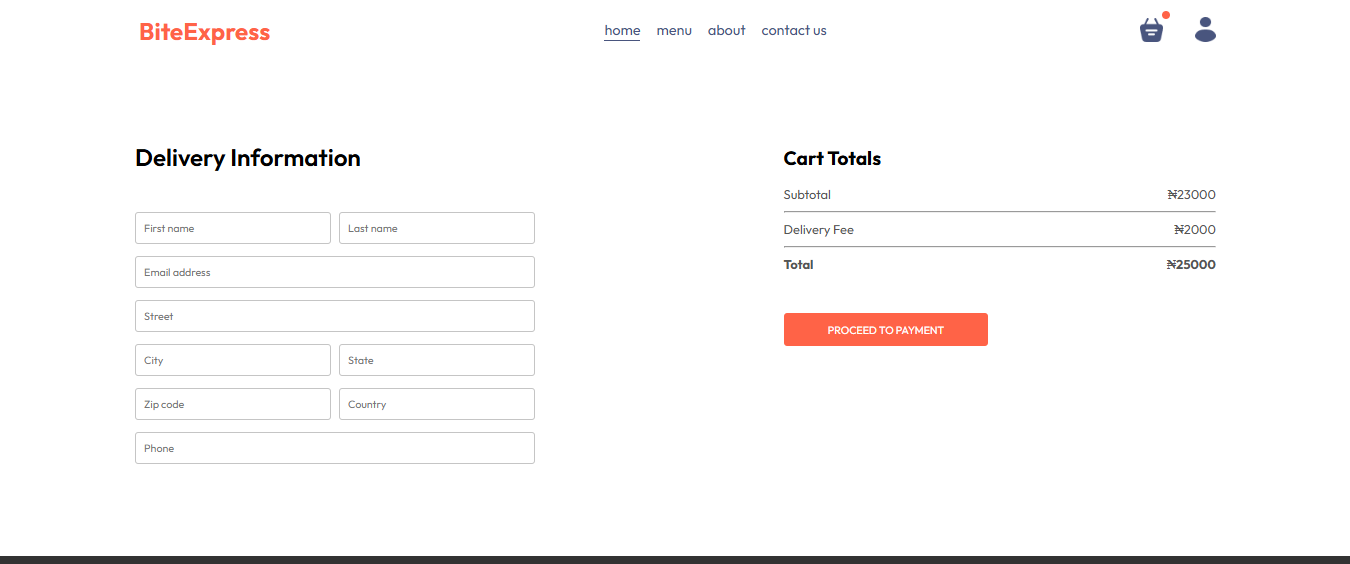 BiteExpress
home menu about contact us
Delivery Information
First name Last name
Email address
Street
City State
Zip code Country
Phone
Cart Totals
Subtotal ₦23000
Delivery Fee ₦2000
Total ₦25000
PROCEED TO PAYMENT